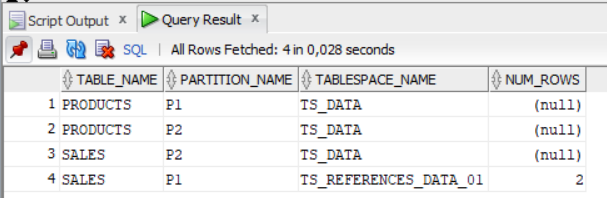 Script Output x Query Result x
SQL | All Rows Fetched: 4 in 0,028 seconds
TABLE_NAME PARTITION_NAME TABLESPACE_NAME NUM_ROWS
1 PRODUCTS P1 TS_DATA (null)
2 PRODUCTS P2 TS_DATA (null)
3 SALES P2 TS_DATA (null)
4 SALES P1 TS_REFERENCES_DATA_01 2